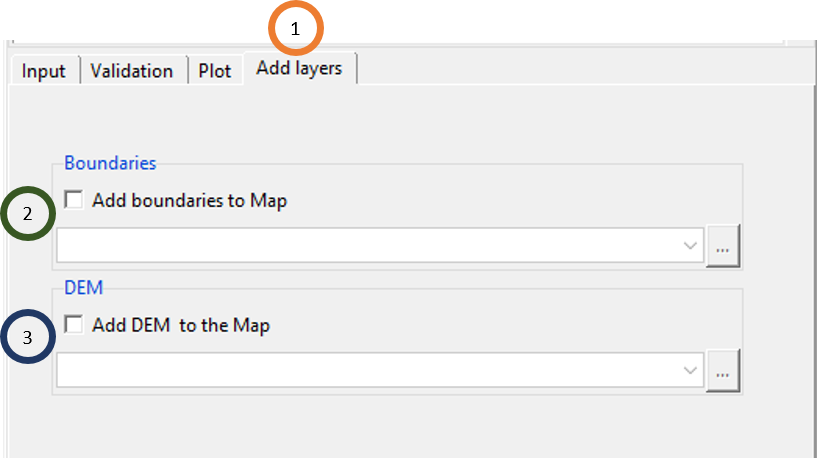 1
Input Validation Plot Add layers
Boundaries
2
Add boundaries to Map
...
DEM
3
Add DEM to the Map
...